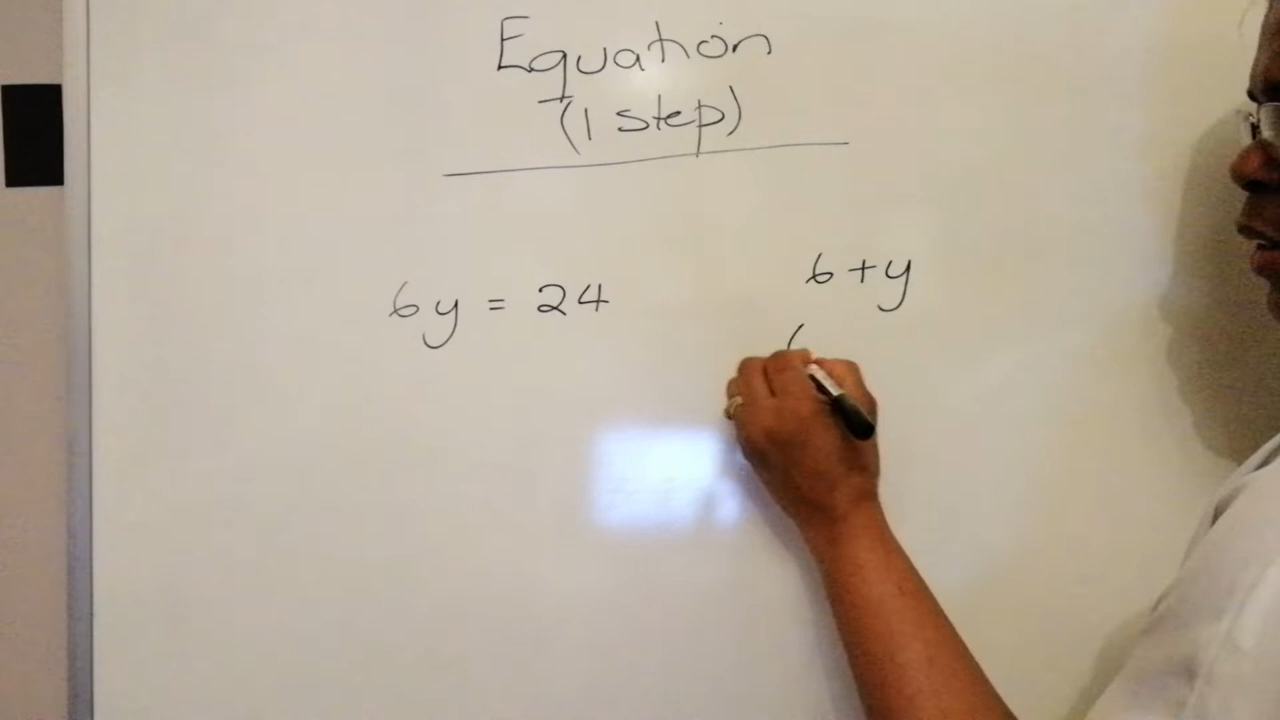 Equation
(1 step)
6y = 24
6 + y